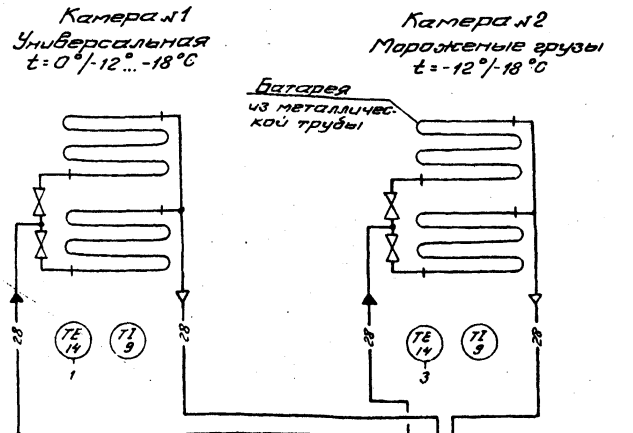 Камера №1
Универсальная
t=0°/-12°...-18°C
Камера №2
Мороженые грузы
t=-12°/-18°C
Батарея
из металличес-
кой трубы
28
TE
14
1
TI
9
28
28
TE
14
3
TI
9
28